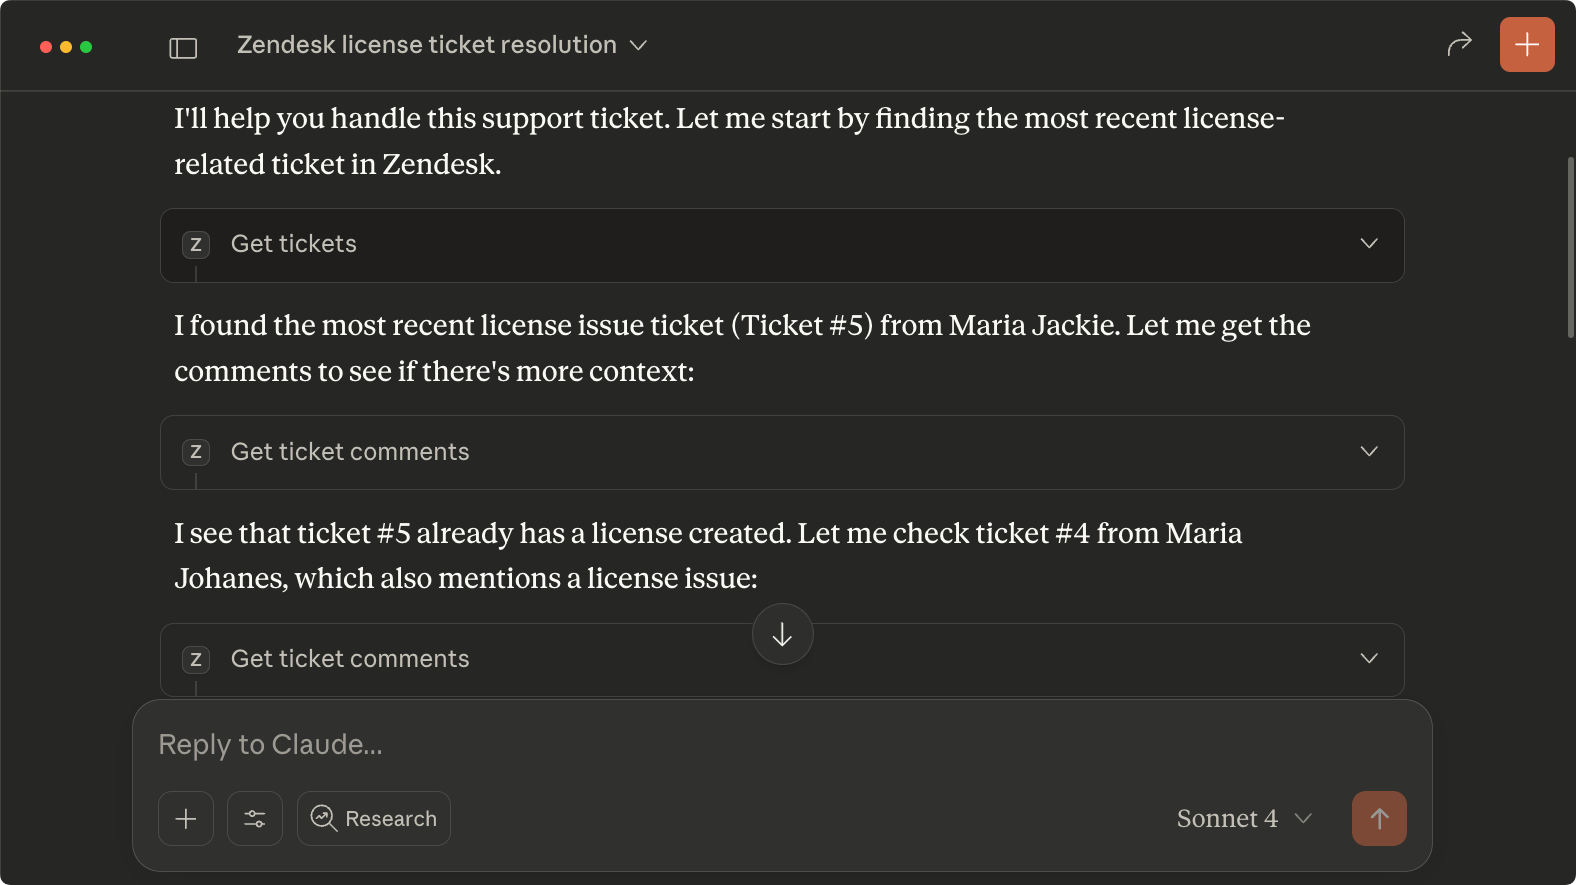 Zendesk license ticket resolution
I'll help you handle this support ticket. Let me start by finding the most recent license-
related ticket in Zendesk.
Z Get tickets
I found the most recent license issue ticket (Ticket #5) from Maria Jackie. Let me get the
comments to see if there's more context:
Z Get ticket comments
I see that ticket #5 already has a license created. Let me check ticket #4 from Maria
Johanes, which also mentions a license issue:
Z Get ticket comments
Reply to Claude...
Research
Sonnet 4